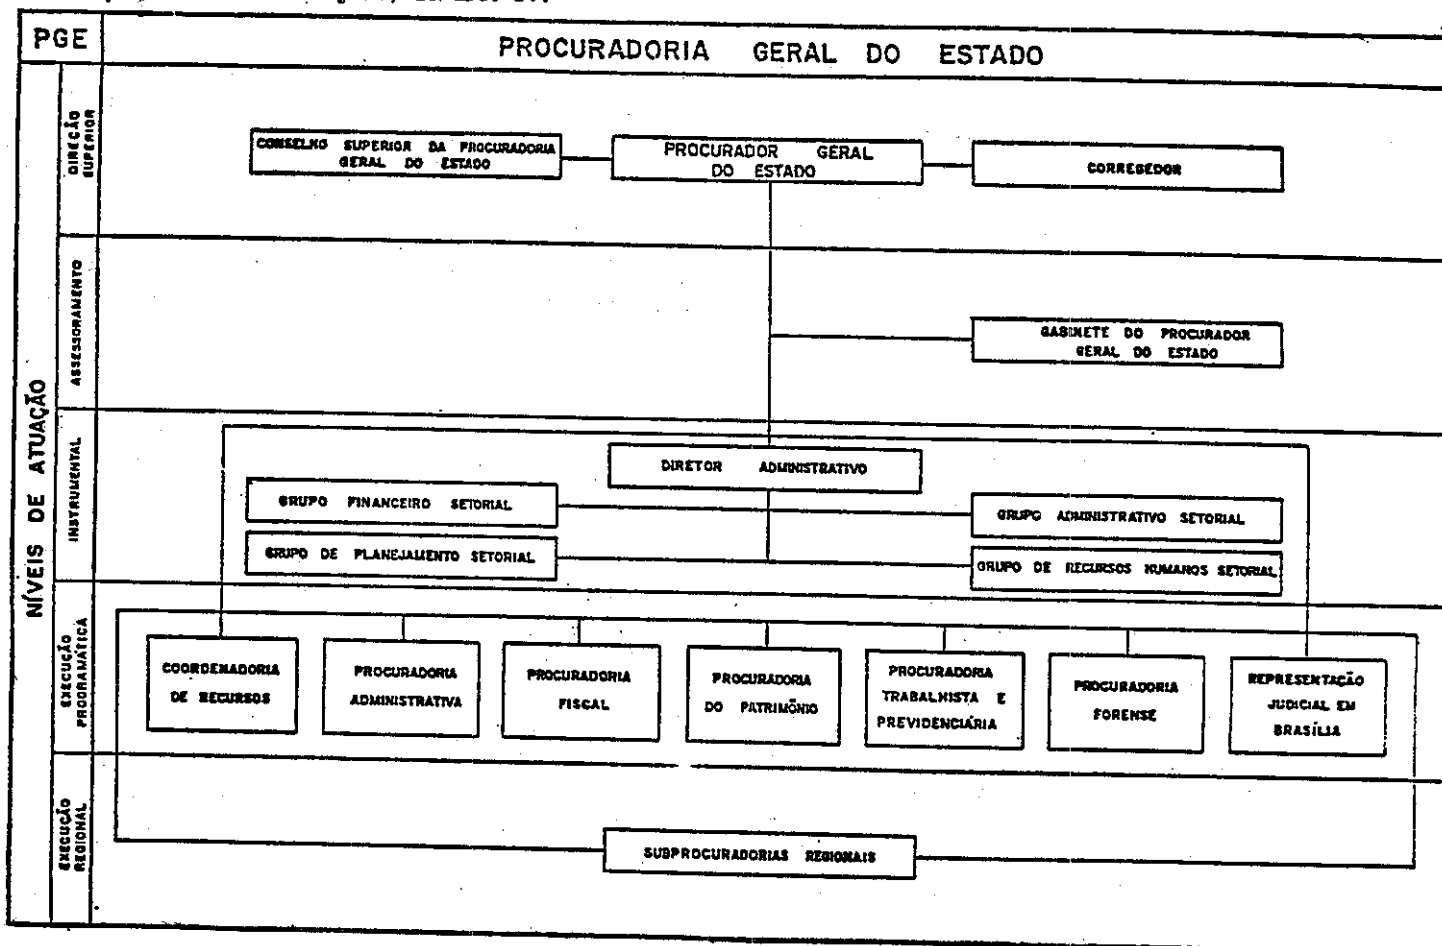 PGE
PROCURADORIA GERAL DO ESTADO
NÍVEIS DE ATUAÇÃO
DIREÇÃO
SUPERIOR
CONSELHO SUPERIOR DA PROCURADORIA
GERAL DO ESTADO
PROCURADOR GERAL
DO ESTADO
CORREGEDOR
ASSESSORAMENTO
GABINETE DO PROCURADOR
GERAL DO ESTADO
INSTRUMENTAL
DIRETOR ADMINISTRATIVO
GRUPO FINANCEIRO SETORIAL
GRUPO ADMINISTRATIVO SETORIAL
GRUPO DE PLANEJAMENTO SETORIAL
GRUPO DE RECURSOS HUMANOS SETORIAL
EXECUÇÃO
PROGRAMÁTICA
COORDENADORIA
DE RECURSOS
PROCURADORIA
ADMINISTRATIVA
PROCURADORIA
FISCAL
PROCURADORIA
DO PATRIMÔNIO
PROCURADORIA
TRABALHISTA E
PREVIDENCIÁRIA
PROCURADORIA
FORENSE
REPRESENTAÇÃO
JUDICIAL EM
BRASÍLIA
EXECUÇÃO
REGIONAL
SUBPROCURADORIAS REGIONAIS